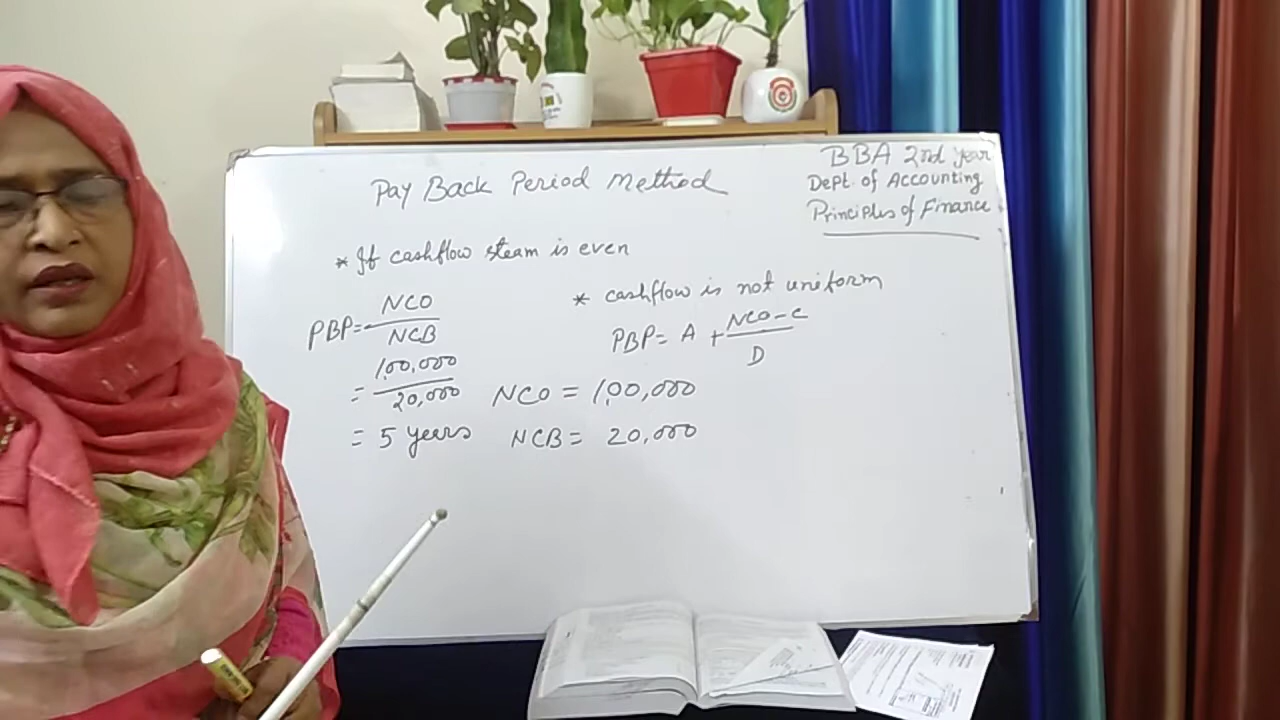 Pay Back Period Method
BBA 2nd Year
Dept. of Accounting
Principles of Finance
* If cashflow steam is even
PBP= NCO
NCB
= 1,00,000
20,000
= 5 years
* cashflow is not uniform
PBP= A + NCO-C
D
NCO = 1,00,000
NCB = 20,000